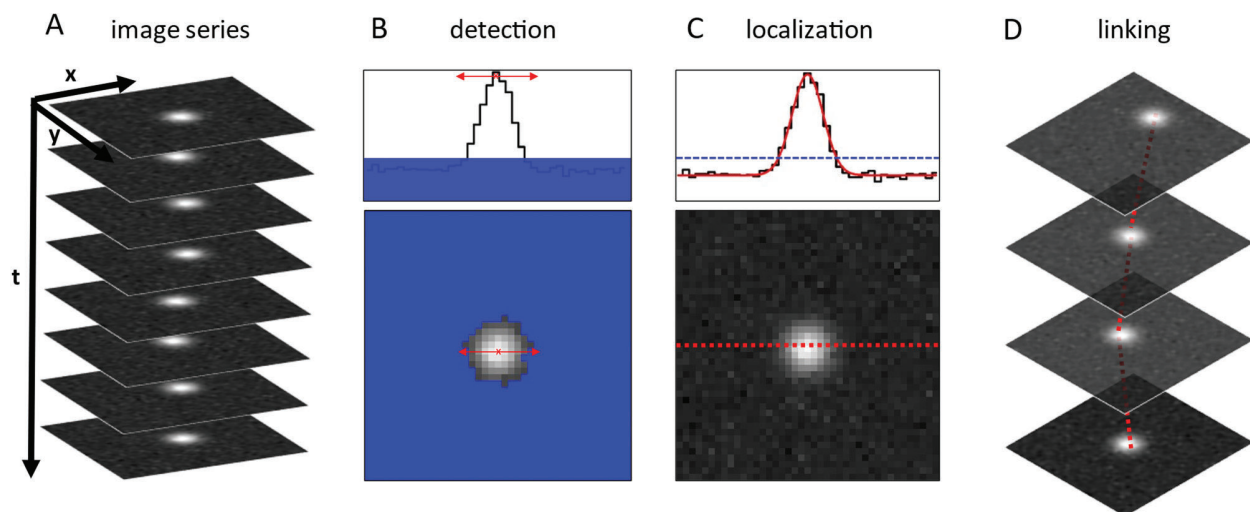 A image series
B detection
C localization
D linking
x
y
t
x